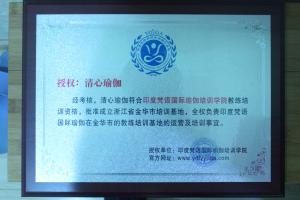 YOGA
授权：清心瑜伽
经考核，清心瑜伽符合印度梵语国际瑜伽培训学院教练培
训资格，批准成立浙江省金华市培训基地，全权负责印度梵语
国际瑜伽在金华市的教练培训基地的运营及培训事宜。
授权单位：印度梵语国际瑜伽培训学院
官方网址：www.ydfyyujia.com